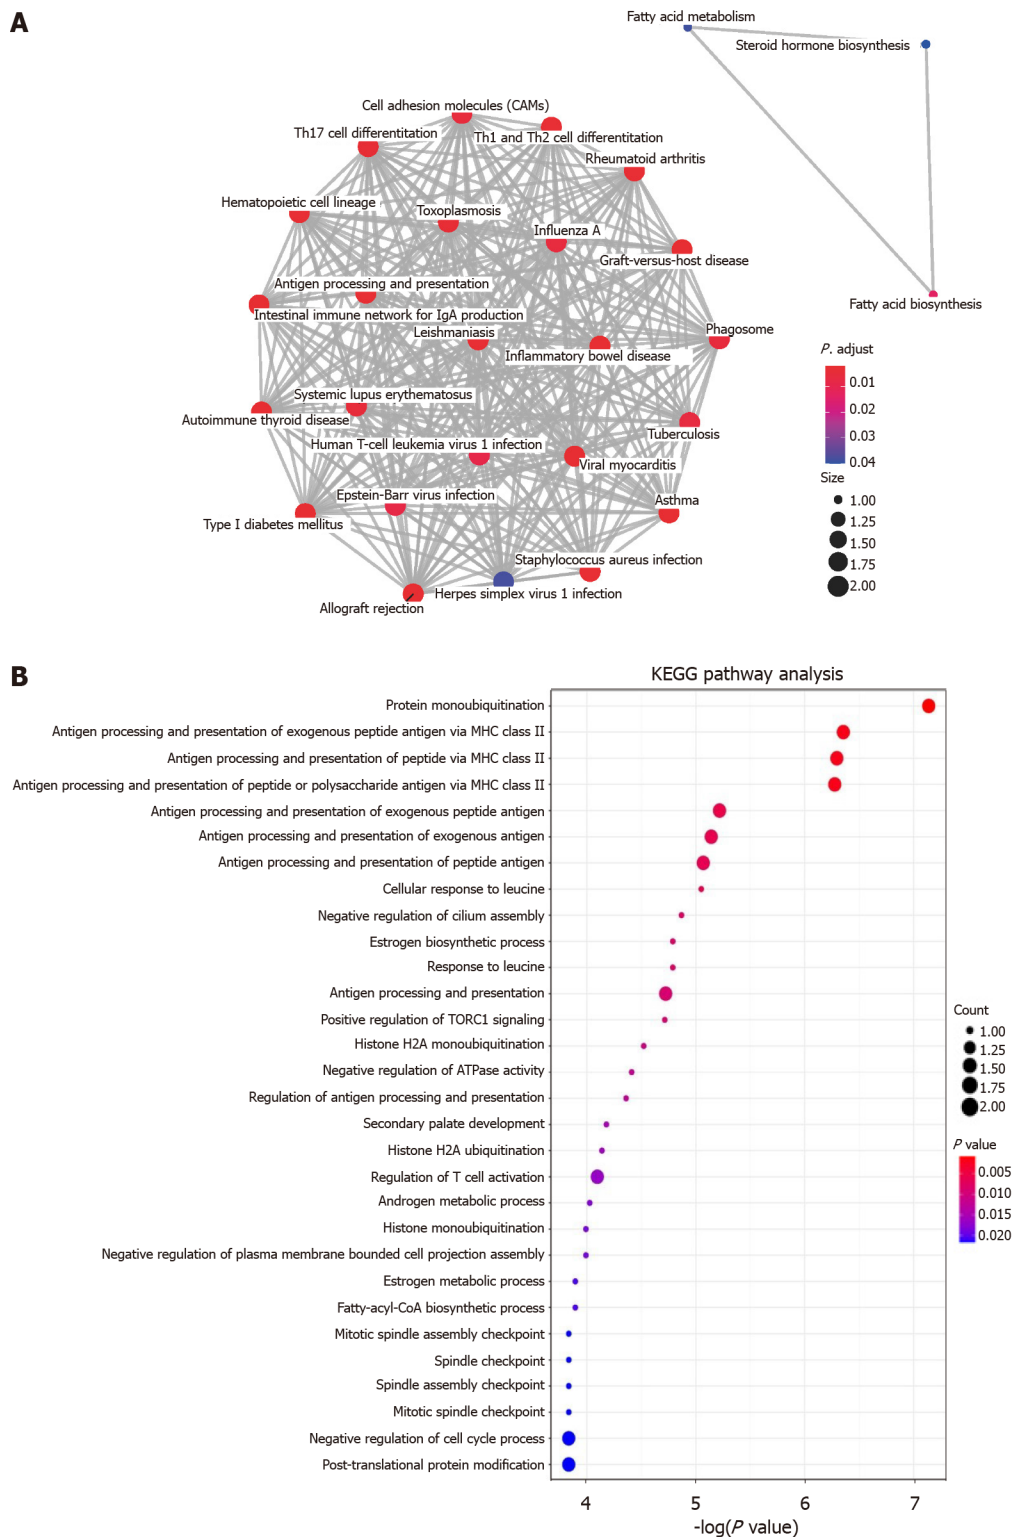 A
Fatty acid metabolism
Steroid hormone biosynthesis
Cell adhesion molecules (CAMs)
Th17 cell differentitation
Th1 and Th2 cell differentitation
Rheumatoid arthritis
Hematopoietic cell lineage
Toxoplasmosis
Influenza A
Graft-versus-host disease
Antigen processing and presentation
Fatty acid biosynthesis
Intestinal immune network for IgA production
Leishmaniasis
Phagosome
Inflammatory bowel disease
Systemic lupus erythematosus
Autoimmune thyroid disease
Tuberculosis
Human T-cell leukemia virus 1 infection
Viral myocarditis
Epstein-Barr virus infection
Asthma
Type I diabetes mellitus
Staphylococcus aureus infection
Herpes simplex virus 1 infection
Allograft rejection
P. adjust
0.01
0.02
0.03
0.04
Size
1.00
1.25
1.50
1.75
2.00
B
KEGG pathway analysis
Protein monoubiquitination
Antigen processing and presentation of exogenous peptide antigen via MHC class II
Antigen processing and presentation of peptide via MHC class II
Antigen processing and presentation of peptide or polysaccharide antigen via MHC class II
Antigen processing and presentation of exogenous peptide antigen
Antigen processing and presentation of exogenous antigen
Antigen processing and presentation of peptide antigen
Cellular response to leucine
Negative regulation of cilium assembly
Estrogen biosynthetic process
Response to leucine
Antigen processing and presentation
Positive regulation of TORC1 signaling
Histone H2A monoubiquitination
Negative regulation of ATPase activity
Regulation of antigen processing and presentation
Secondary palate development
Histone H2A ubiquitination
Regulation of T cell activation
Androgen metabolic process
Histone monoubiquitination
Negative regulation of plasma membrane bounded cell projection assembly
Estrogen metabolic process
Fatty-acyl-CoA biosynthetic process
Mitotic spindle assembly checkpoint
Spindle checkpoint
Spindle assembly checkpoint
Mitotic spindle checkpoint
Negative regulation of cell cycle process
Post-translational protein modification
4 5 6 7
-log(P value)
Count
1.00
1.25
1.50
1.75
2.00
P value
0.005
0.010
0.015
0.020